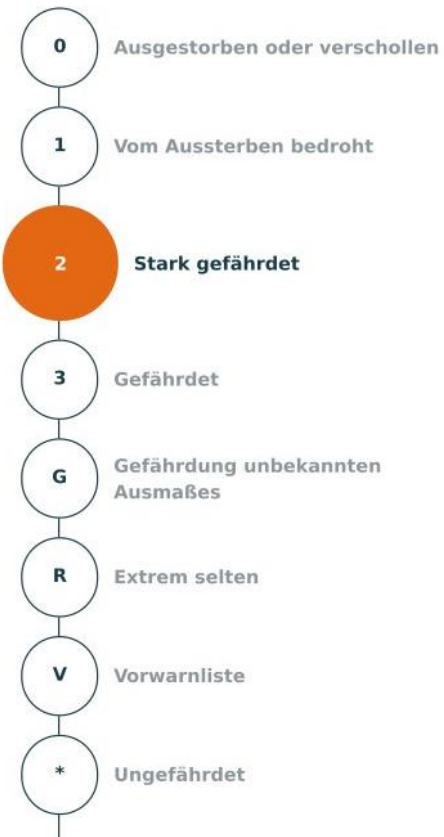 0 Ausgestorben oder verschollen
1 Vom Aussterben bedroht
2 Stark gefährdet
3 Gefährdet
G Gefährdung unbekannten
Ausmaßes
R Extrem selten
V Vorwarnliste
* Ungefährdet